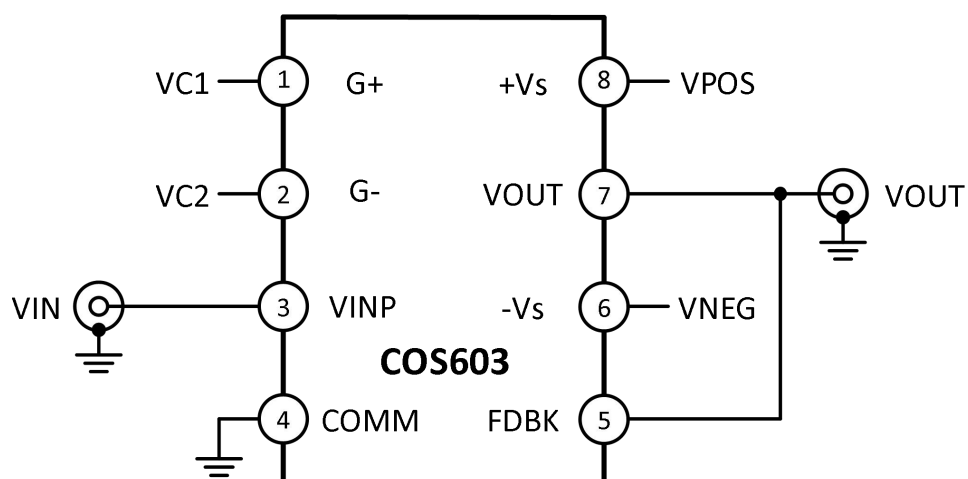 VC1 1 G+ +Vs 8 VPOS
VC2 2 G- VOUT 7 VOUT
VIN 3 VINP -Vs 6 VNEG
COS603
4 COMM FDBK 5